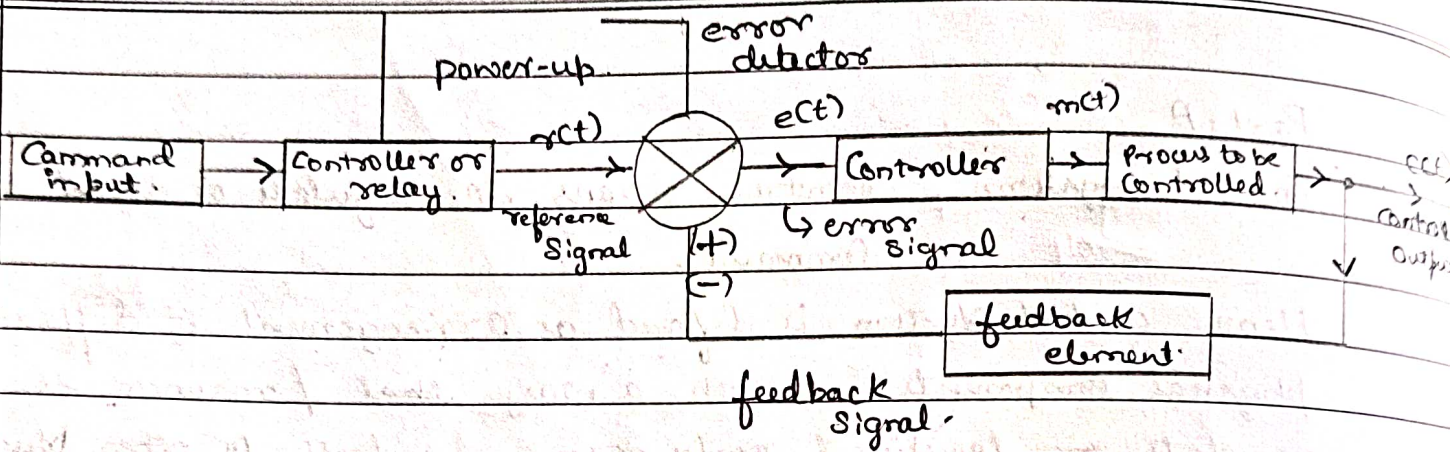 error
detector
power-up.
r(t)
e(t)
m(t)
Command
input.
Controller or
relay.
Controller
Process to be
Controlled.
reference
Signal
error
signal
(+)
(-)
feedback
element.
feedback
Signal.